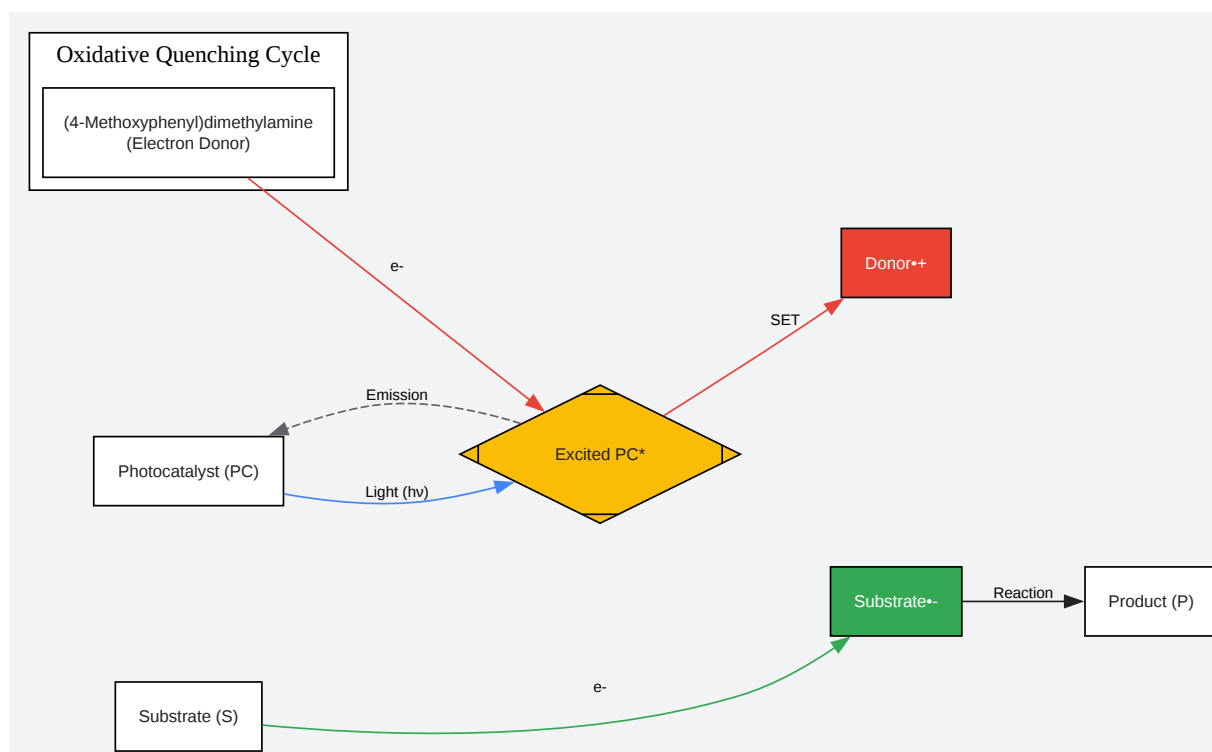 Oxidative Quenching Cycle
(4-Methoxyphenyl)dimethylamine
(Electron Donor)
e-
Donor•+
SET
Emission
Photocatalyst (PC)
Light (hν)
Excited PC*
Substrate•-
Reaction
Product (P)
e-
Substrate (S)